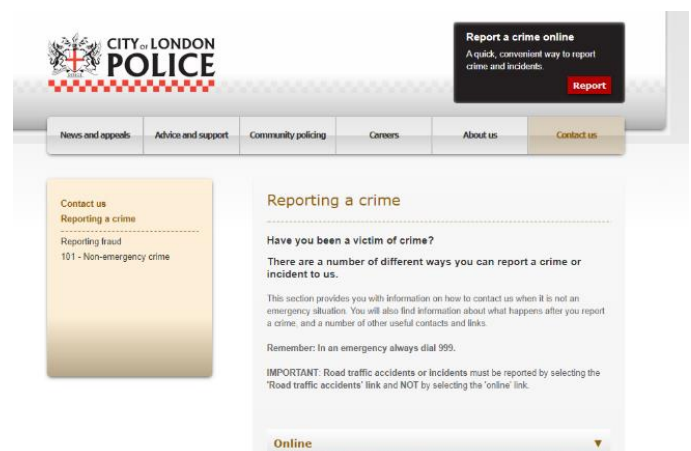 CITY OF LONDON
POLICE
Report a crime online
A quick, convenient way to report
crime and incidents.
Report
News and appeals
Advice and support
Community policing
Careers
About us
Contact us
Contact us
Reporting a crime
Reporting fraud
101 - Non-emergency crime
Reporting a crime
Have you been a victim of crime?
There are a number of different ways you can report a crime or
incident to us.
This section provides you with information on how to contact us when it is not an
emergency situation. You will also find information about what happens after you report
a crime, and a number of other useful contacts and links.
Remember: In an emergency always dial 999.
IMPORTANT: Road traffic accidents or incidents must be reported by selecting the
'Road traffic accidents' link and NOT by selecting the 'online' link.
Online